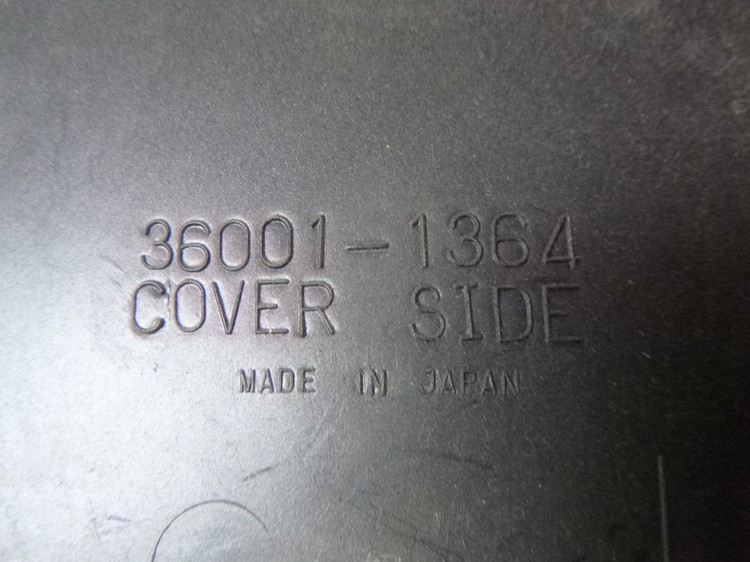 36001-1364
COVER SIDE
MADE IN JAPAN